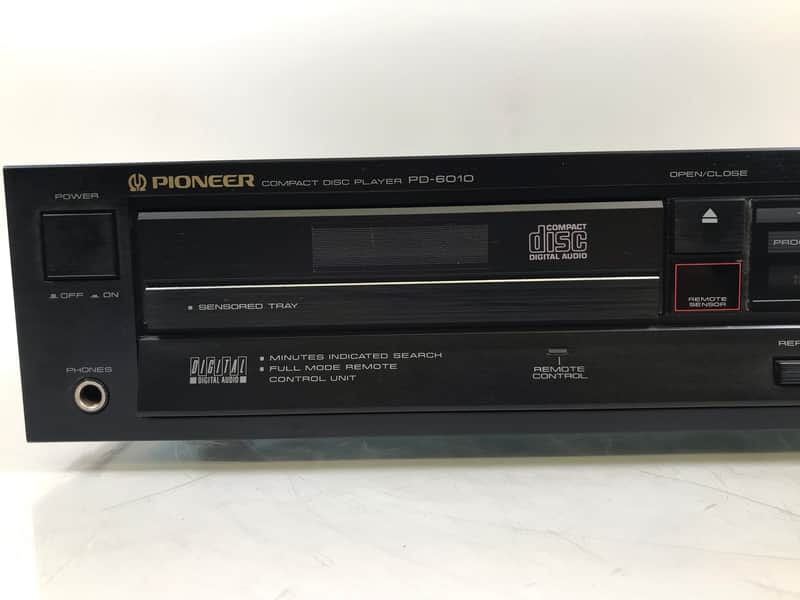 PIONEER COMPACT DISC PLAYER PD-6010
OPEN/CLOSE
POWER
OFF ON
PHONES
COMPACT
disc
DIGITAL AUDIO
SENSORED TRAY
REMOTE
SENSOR
DIGITAL
DIGITAL AUDIO
MINUTES INDICATED SEARCH
FULL MODE REMOTE
CONTROL UNIT
REMOTE
CONTROL